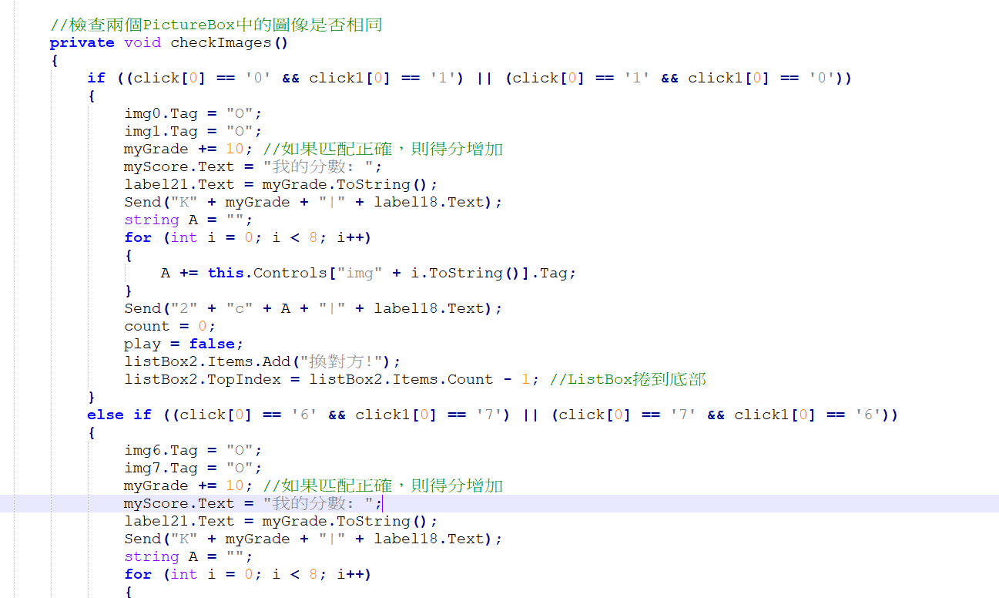 //檢查兩個PictureBox中的圖像是否相同
private void checkImages()
{
if ((click[0] == '0' && click1[0] == '1') || (click[0] == '1' && click1[0] == '0'))
{
img0.Tag = "O";
img1.Tag = "O";
myGrade += 10; //如果匹配正確，則得分增加
myScore.Text = "我的分數: ";
label21.Text = myGrade.ToString();
Send("K" + myGrade + "|" + label18.Text);
string A = "";
for (int i = 0; i < 8; i++)
{
A += this.Controls["img" + i.ToString()].Tag;
}
Send("2" + "c" + A + "|" + label18.Text);
count = 0;
play = false;
listBox2.Items.Add("換對方!");
listBox2.TopIndex = listBox2.Items.Count - 1; //ListBox捲到底部
}
else if ((click[0] == '6' && click1[0] == '7') || (click[0] == '7' && click1[0] == '6'))
{
img6.Tag = "O";
img7.Tag = "O";
myGrade += 10; //如果匹配正確，則得分增加
myScore.Text = "我的分數: ";
label21.Text = myGrade.ToString();
Send("K" + myGrade + "|" + label18.Text);
string A = "";
for (int i = 0; i < 8; i++)
{